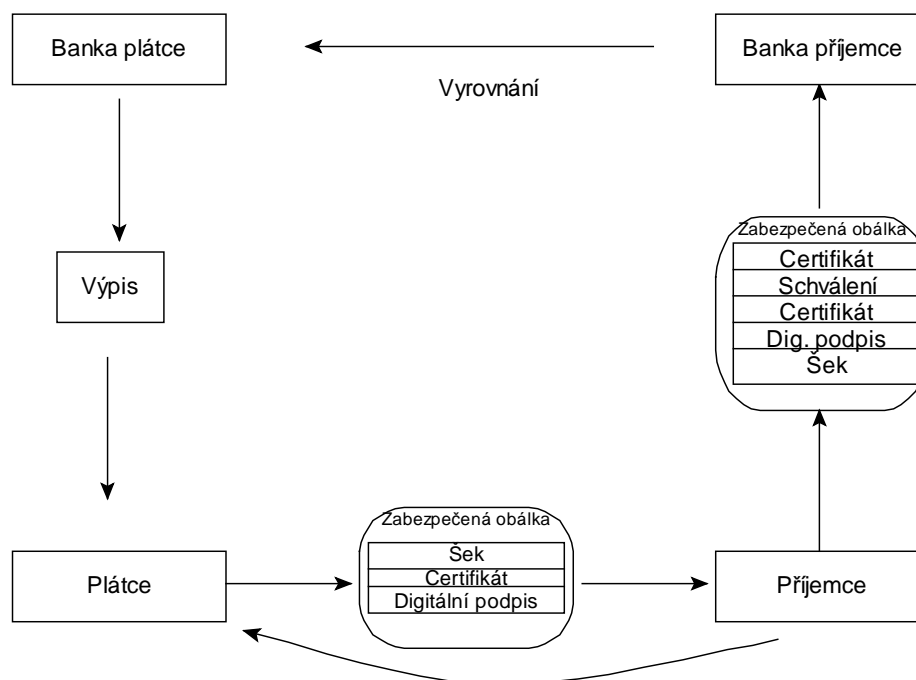 Banka plátce
Banka příjemce
Vyrovnání
Zabezpečená obálka
Certifikát
Schválení
Certifikát
Dig. podpis
Šek
Výpis
Zabezpečená obálka
Šek
Certifikát
Digitální podpis
Plátce
Příjemce